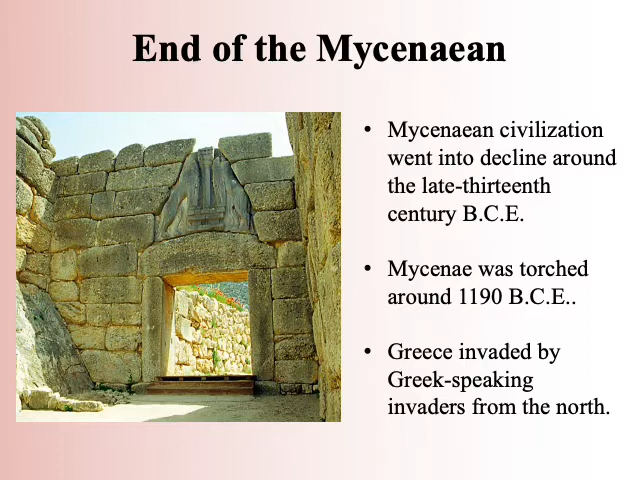 End of the Mycenaean
• Mycenaean civilization
went into decline around
the late-thirteenth
century B.C.E.
• Mycenae was torched
around 1190 B.C.E..
• Greece invaded by
Greek-speaking
invaders from the north.